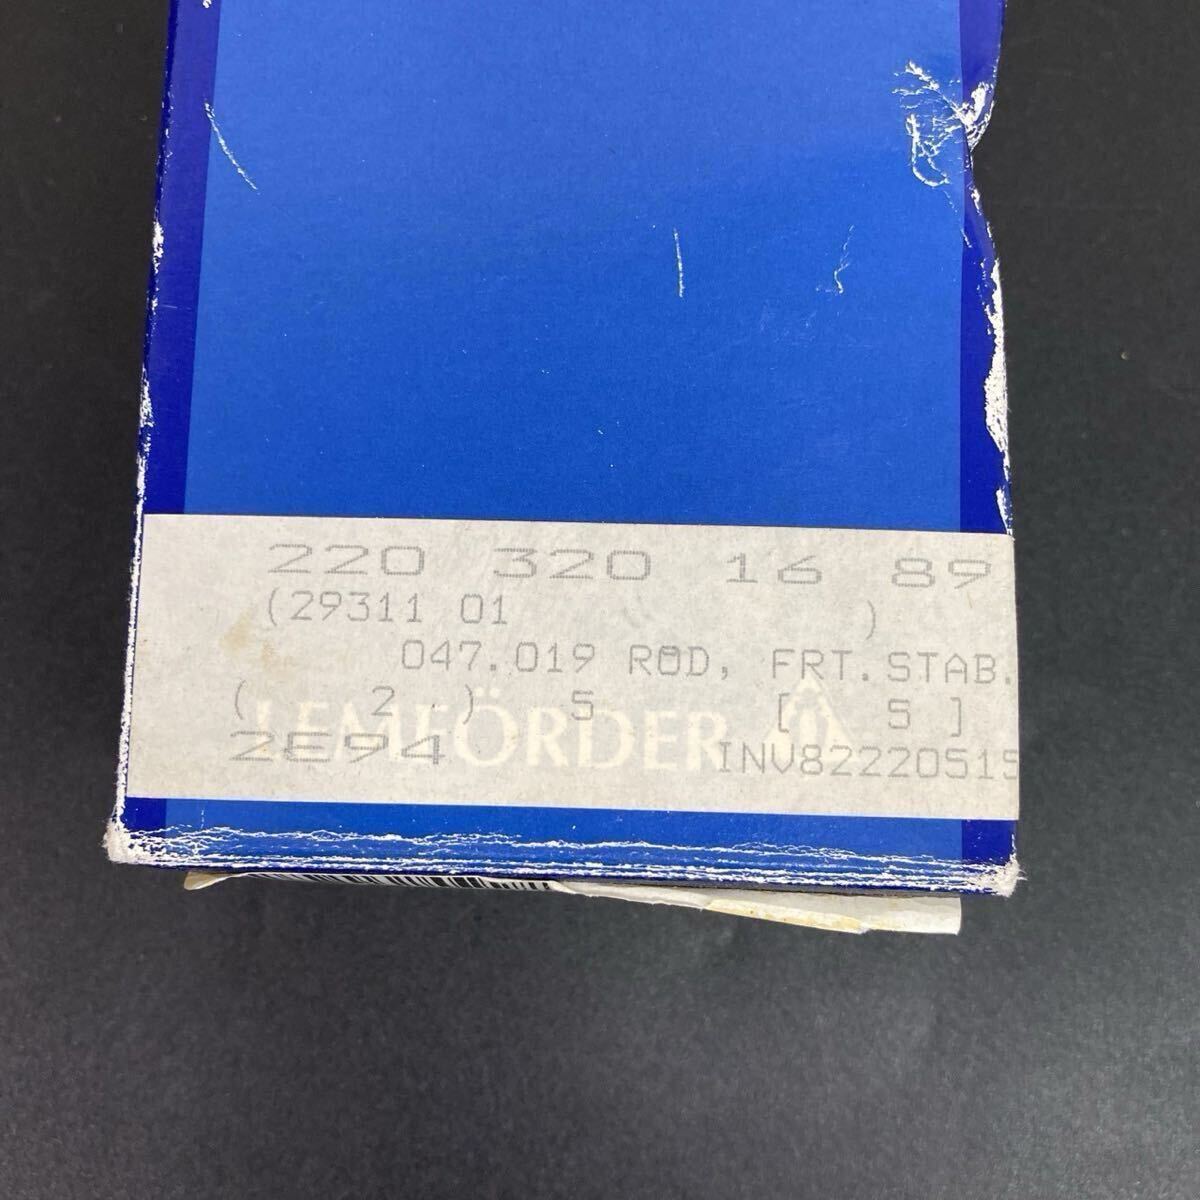 220 320 16 89
(29311 01 )
047.019 ROD, FRT.STAB.
( 2 ) 5 [ 5 ]
LEMFÖRDER
2E94 INV82220515